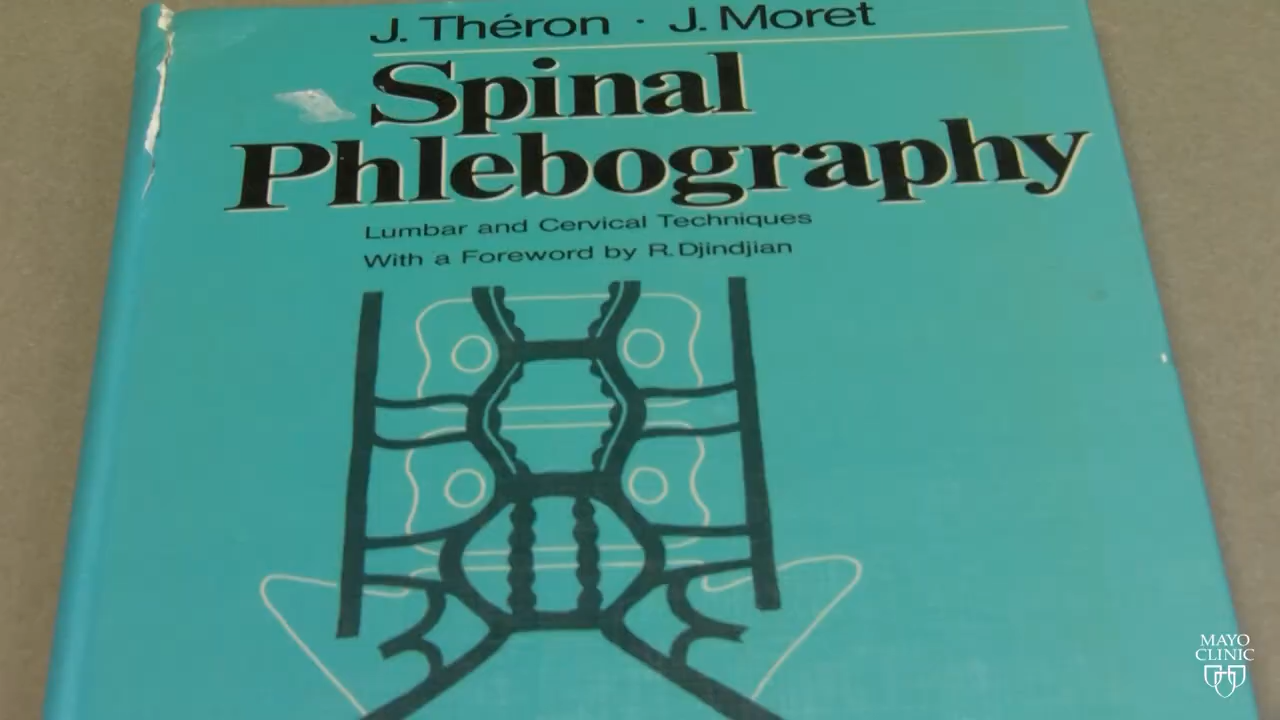 J. Théron · J. Moret
Spinal
Phlebography
Lumbar and Cervical Techniques
With a Foreword by R. Djindjian
MAYO
CLINIC